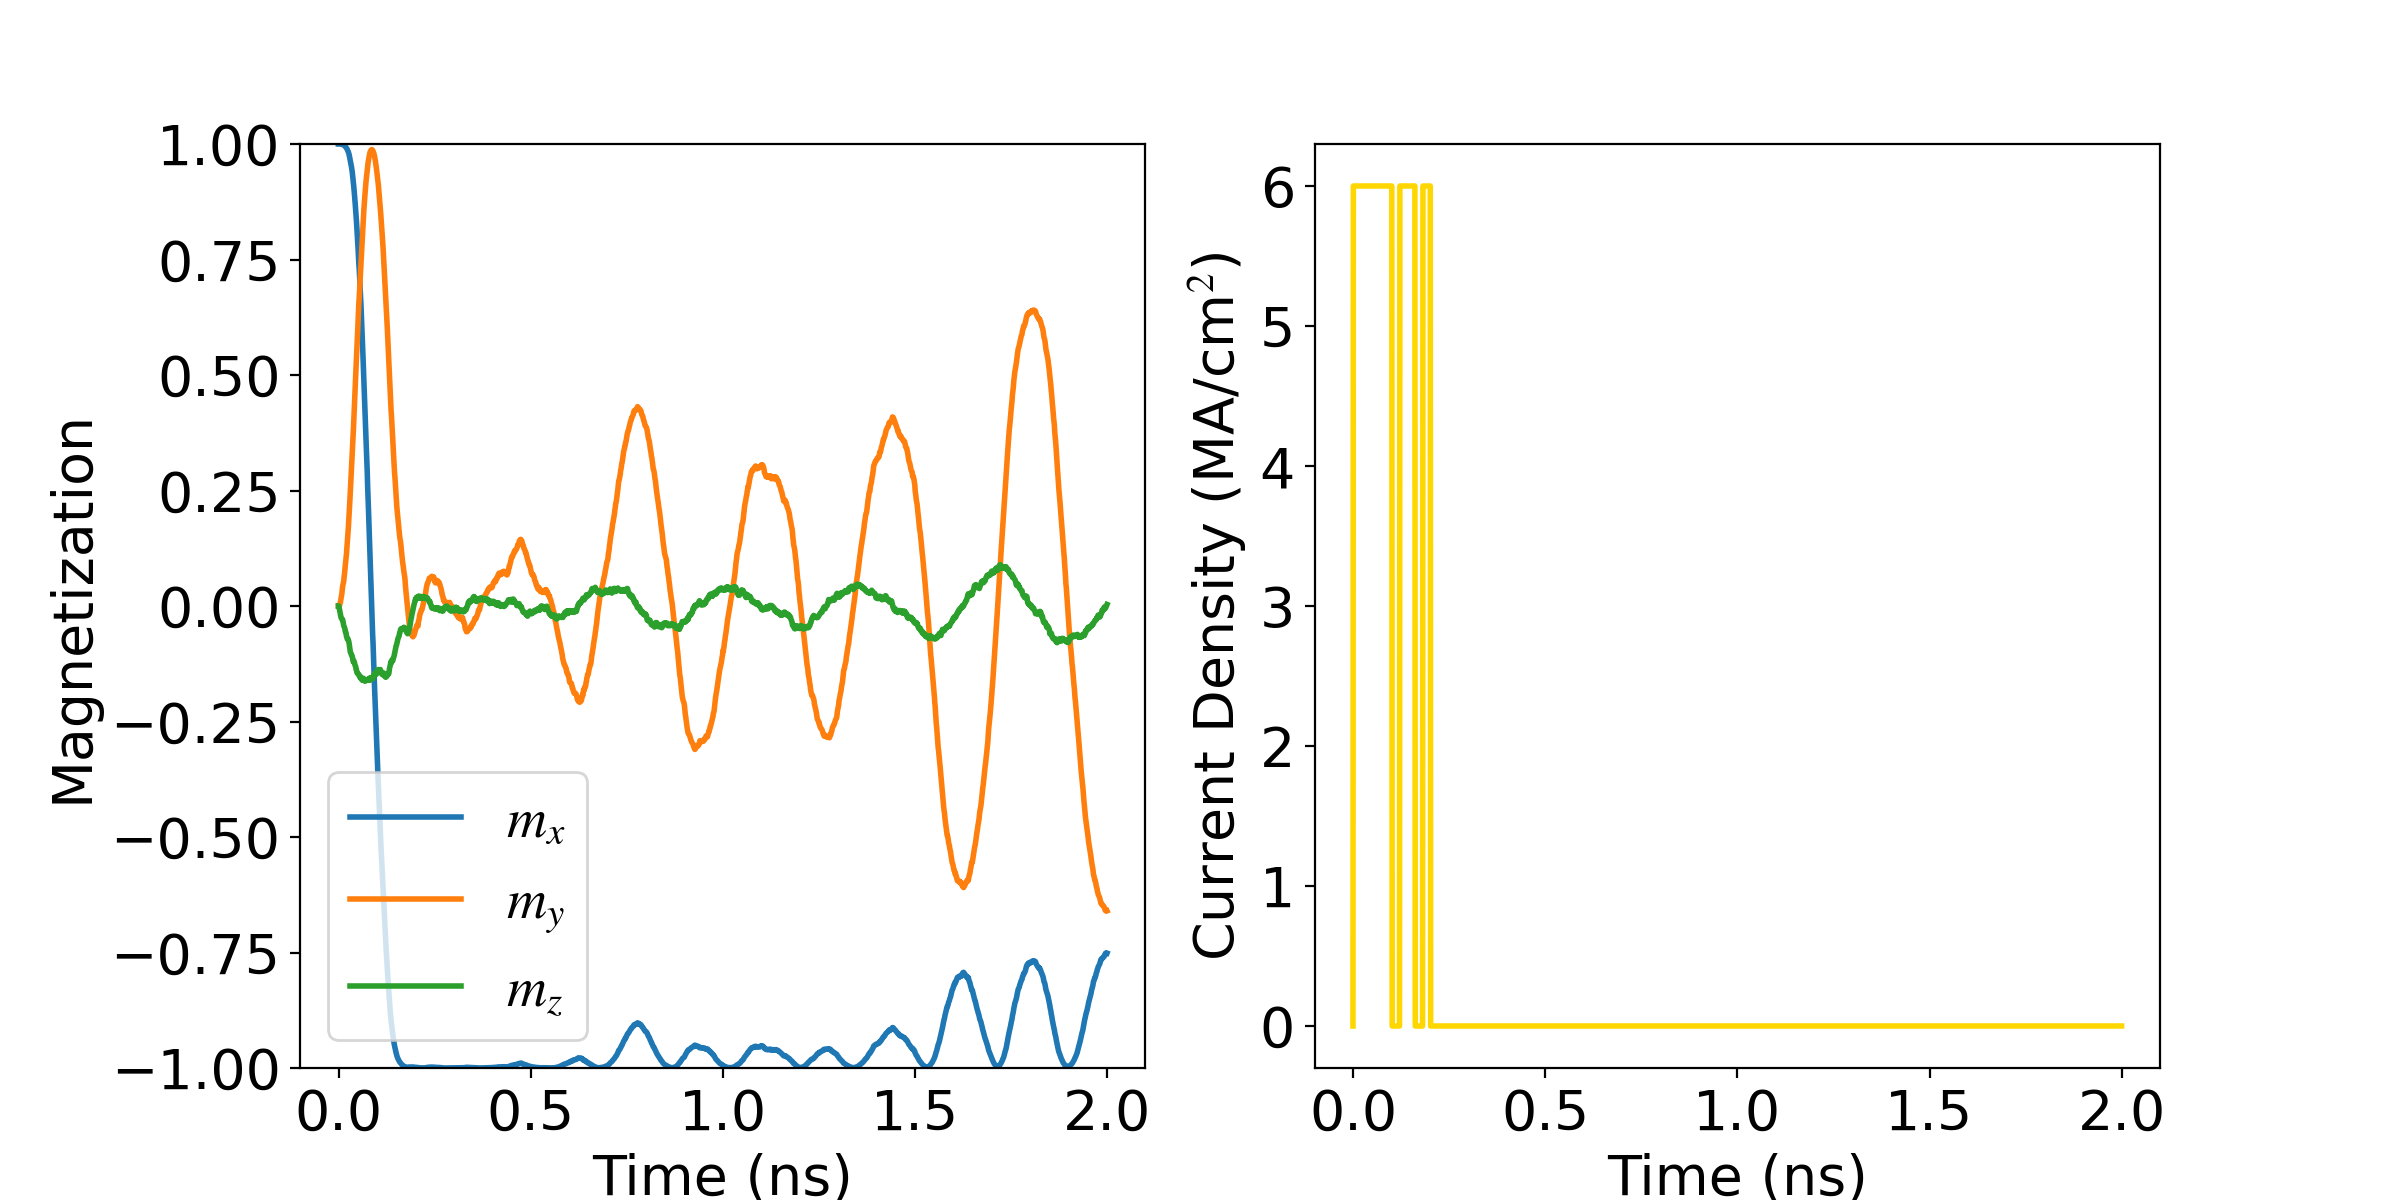 1.00
0.75
0.50
0.25
0.00
−0.25
−0.50
−0.75
−1.00
Magnetization
m_x
m_y
m_z
0.0 0.5 1.0 1.5 2.0
Time (ns)
6
5
4
3
2
1
0
Current Density (MA/cm²)
0.0 0.5 1.0 1.5 2.0
Time (ns)